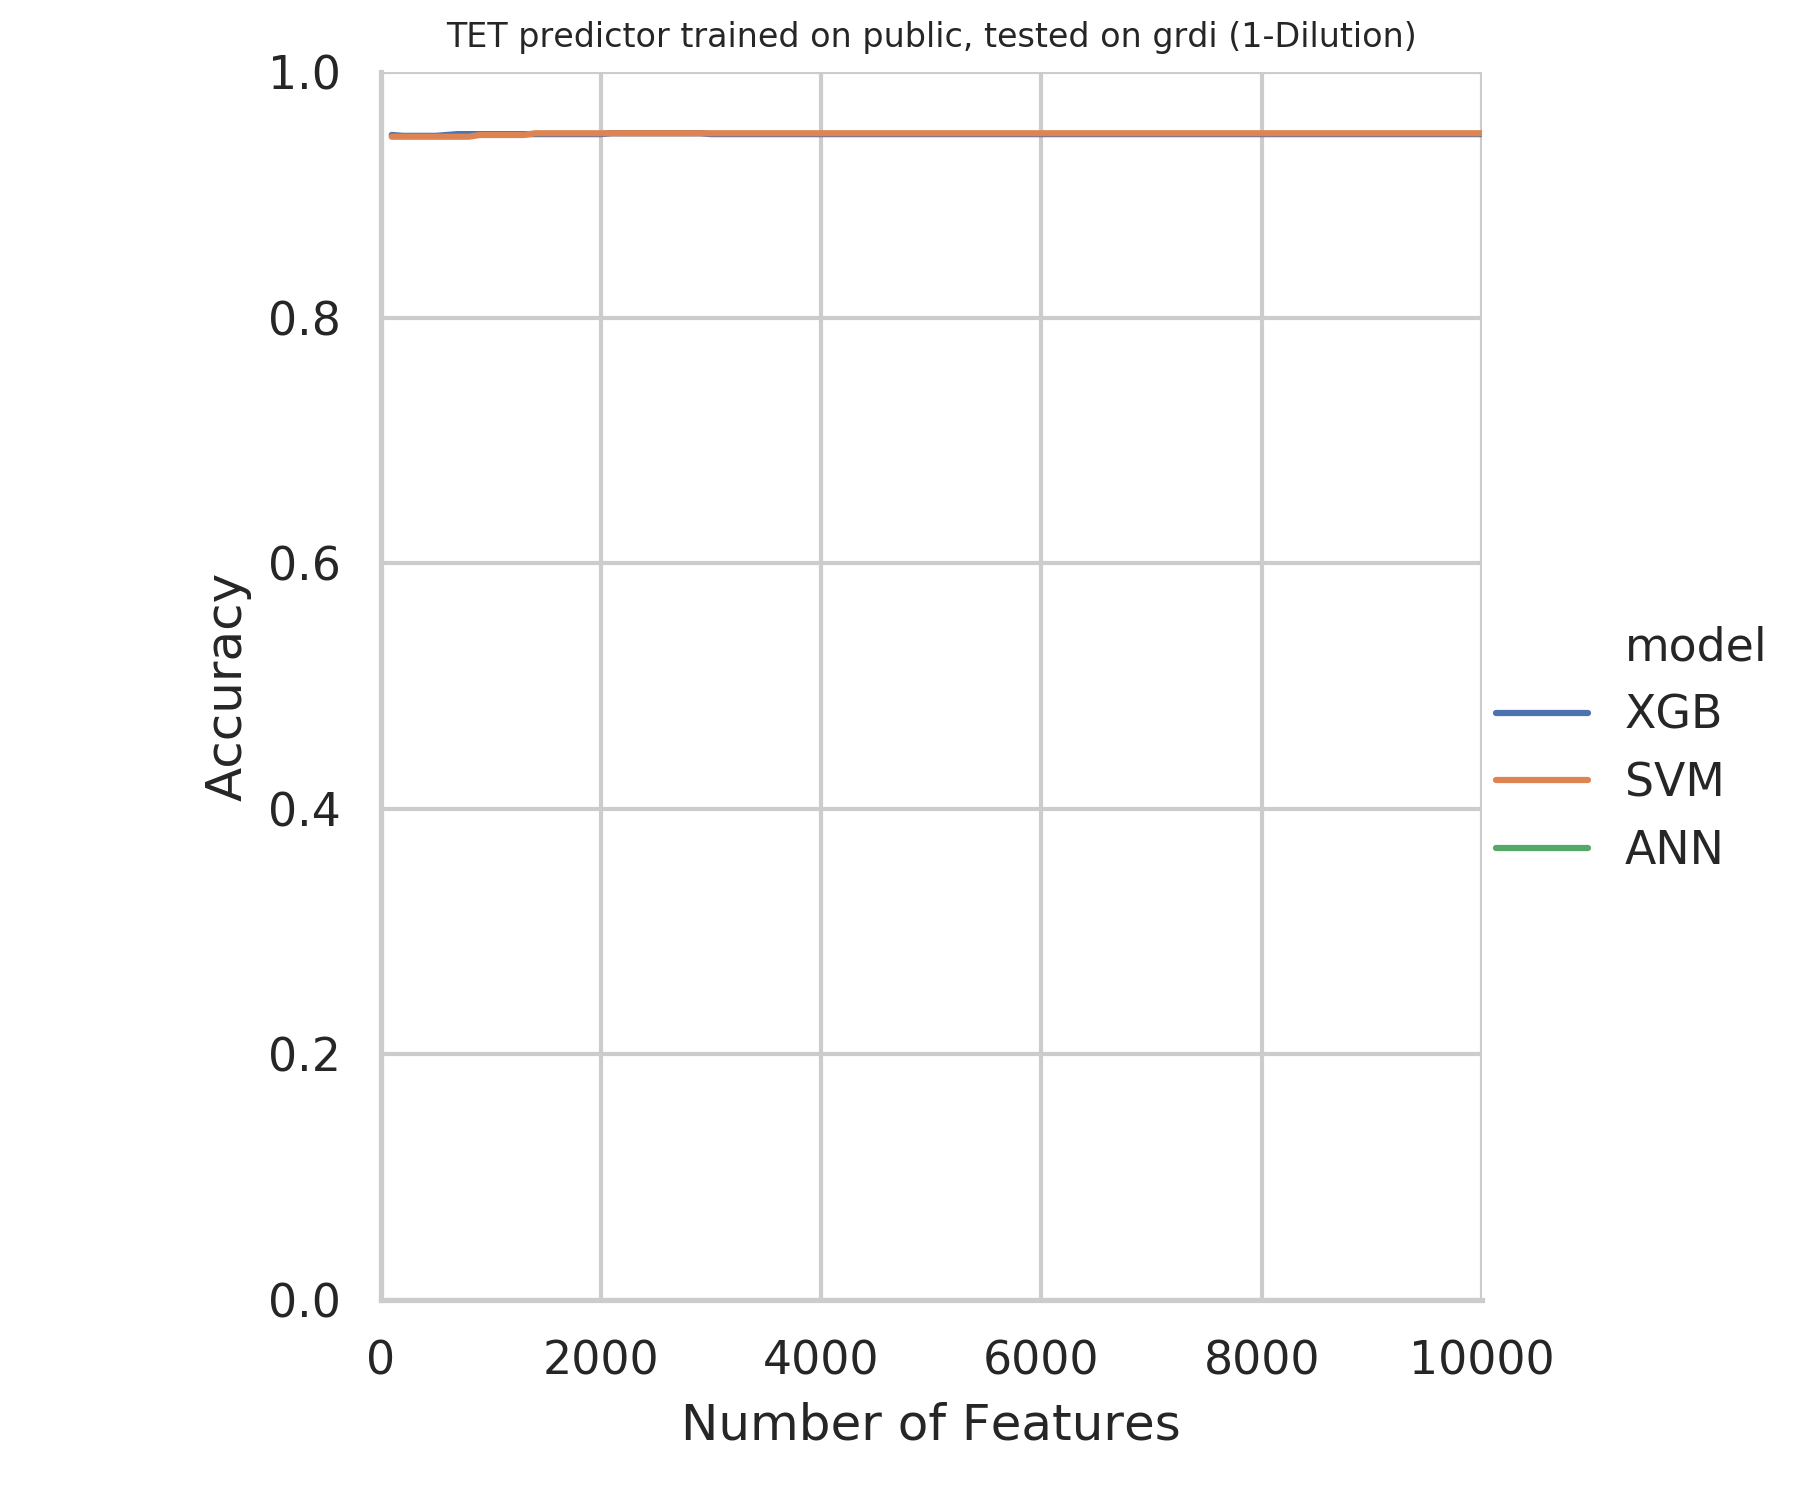 TET predictor trained on public, tested on grdi (1-Dilution)
1.0
0.8
0.6
0.4
0.2
0.0
Accuracy
0 2000 4000 6000 8000 10000
Number of Features
model
XGB
SVM
ANN